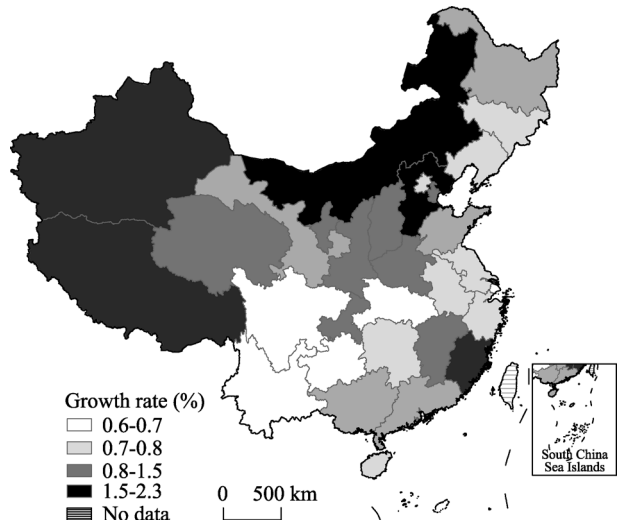 Growth rate (%)
0.6-0.7
0.7-0.8
0.8-1.5
1.5-2.3
No data
0 500 km
South China
Sea Islands